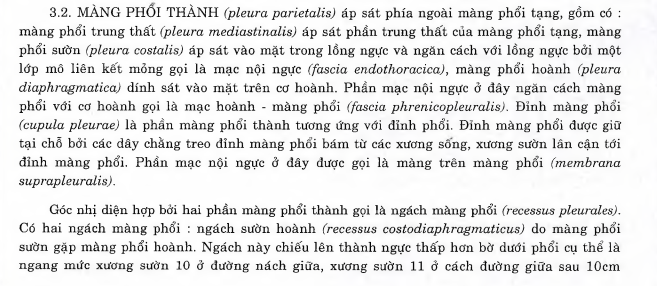 3.2. MÀNG PHỔI THÀNH (pleura parietalis) áp sát phía ngoài màng phổi tạng, gồm có :
màng phổi trung thất (pleura mediastinalis) áp sát phần trung thất của màng phổi tạng, màng
phổi sườn (pleura costalis) áp sát vào mặt trong lồng ngực và ngăn cách với lồng ngực bởi một
lớp mô liên kết mỏng gọi là mạc nội ngực (fascia endothoracica), màng phổi hoành (pleura
diaphragmatica) dính sát vào mặt trên cơ hoành. Phần mạc nội ngực ở đây ngăn cách màng
phổi với cơ hoành gọi là mạc hoành - màng phổi (fascia phrenicopleuralis). Đỉnh màng phổi
(cupula pleurae) là phần màng phổi thành tương ứng với đỉnh phổi. Đỉnh màng phổi được giữ
tại chỗ bởi các dây chằng treo đỉnh màng phổi bám từ các xương sống, xương sườn lân cận tới
đỉnh màng phổi. Phần mạc nội ngực ở đây được gọi là màng trên màng phổi (membrana
suprapleuralis).
Góc nhị diện hợp bởi hai phần màng phổi thành gọi là ngách màng phổi (recessus pleurales).
Có hai ngách màng phổi : ngách sườn hoành (recessus costodiaphragmaticus) do màng phổi
sườn gặp màng phổi hoành. Ngách này chiếu lên thành ngực thấp hơn bờ dưới phổi cụ thể là
ngang mức xương sườn 10 ở đường nách giữa, xương sườn 11 ở cách đường giữa sau 10cm